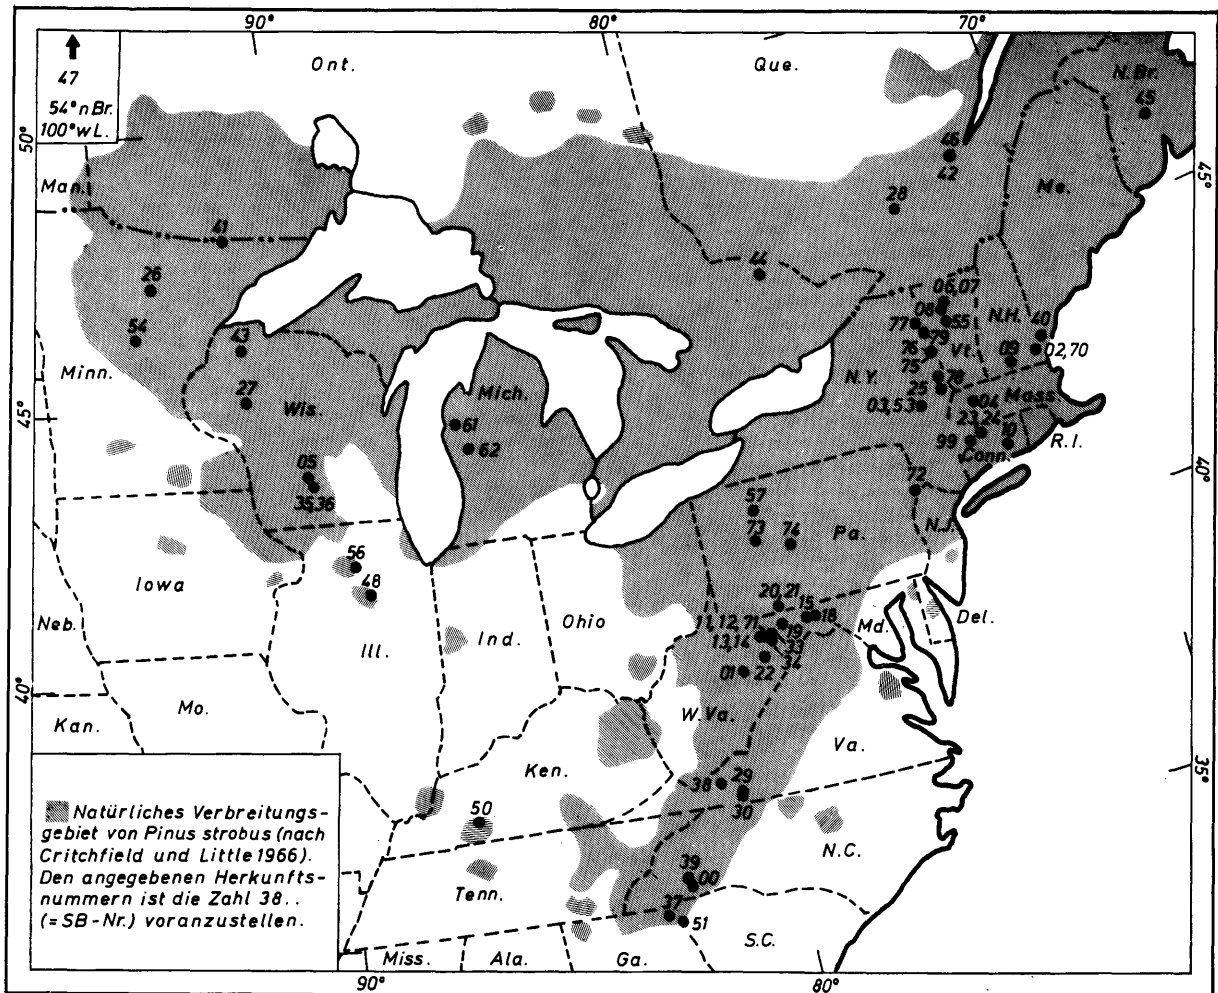 90°
80°
70°
47
54° n Br.
100° w L.
Ont.
Que.
N.Br.
45
50°
46
42
45°
Man.
Me.
28
41
44
26
06,07
08
54
43
77
55
N.H.
40
79
02,70
76
Vt.
09
Minn.
75
27
Wis.
Mich.
N.Y.
25
78
03,53
04
Mass.
61
23,24
10
45°
62
99
R.I.
Conn.
40°
05
72
35,36
57
N.J.
73
74
Pa.
56
Iowa
48
20,21
15
18
Neb.
Ohio
11,12,71
19
Md.
Del.
Ill.
Ind.
13,14
33
34
01
22
40°
Mo.
W.Va.
Kan.
Va.
Ken.
38
29
35°
30
50
N.C.
39
00
Tenn.
37
51
S.C.
Miss.
Ala.
Ga.
90°
80°
Natürliches Verbreitungs-
gebiet von Pinus strobus (nach
Critchfield und Little 1966).
Den angegebenen Herkunfts-
nummern ist die Zahl 38..
(=SB-Nr.) voranzustellen.